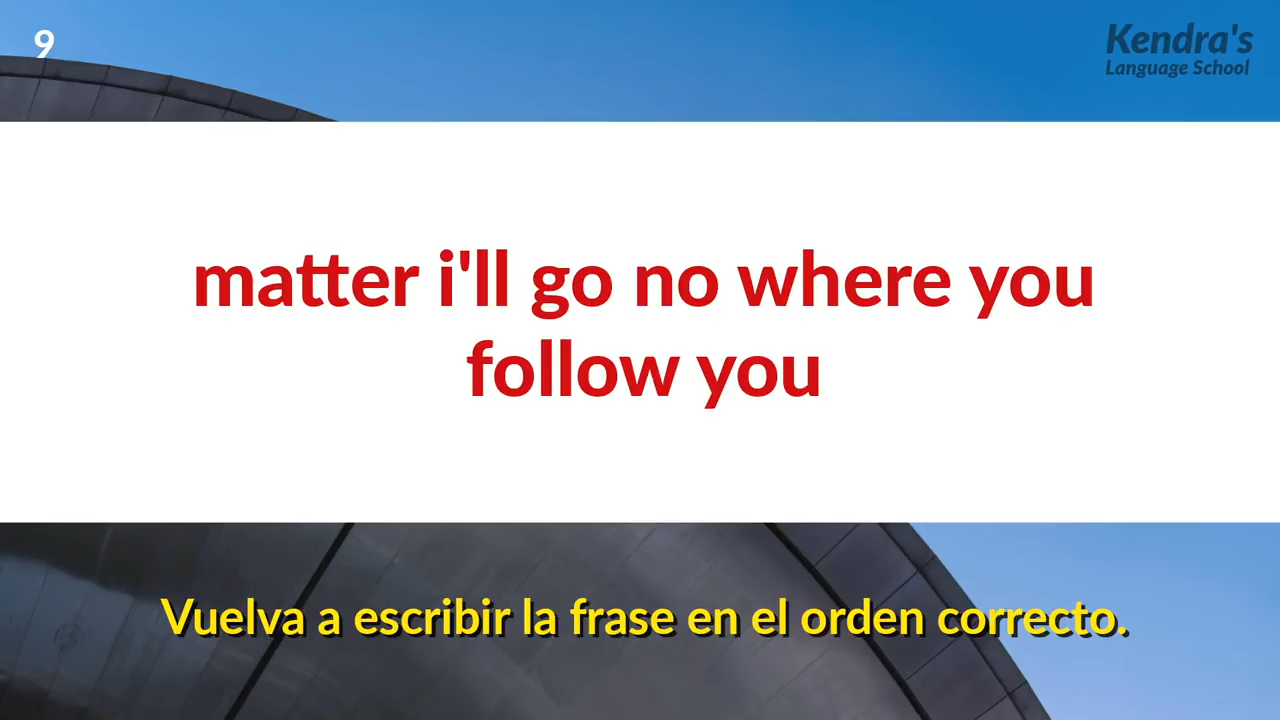 9
Kendra's
Language School
matter i'll go no where you
follow you
Vuelva a escribir la frase en el orden correcto.